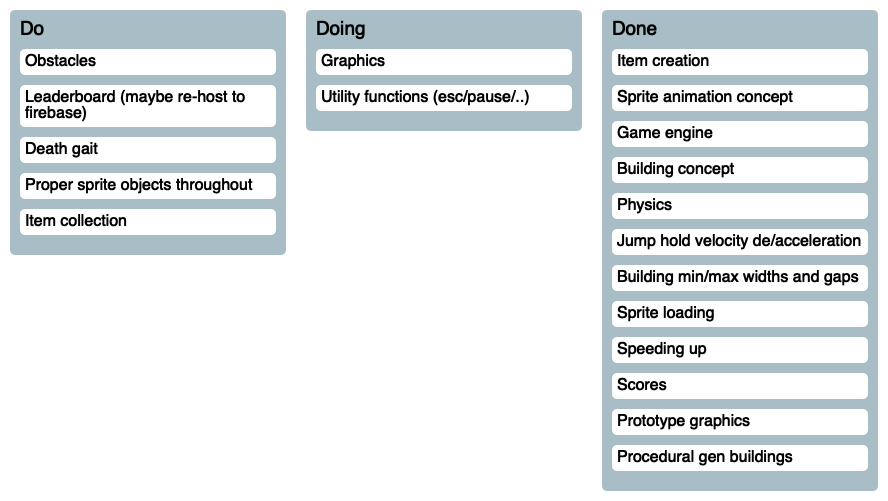 Do
Obstacles
Leaderboard (maybe re-host to
firebase)
Death gait
Proper sprite objects throughout
Item collection
Doing
Graphics
Utility functions (esc/pause/..)
Done
Item creation
Sprite animation concept
Game engine
Building concept
Physics
Jump hold velocity de/acceleration
Building min/max widths and gaps
Sprite loading
Speeding up
Scores
Prototype graphics
Procedural gen buildings